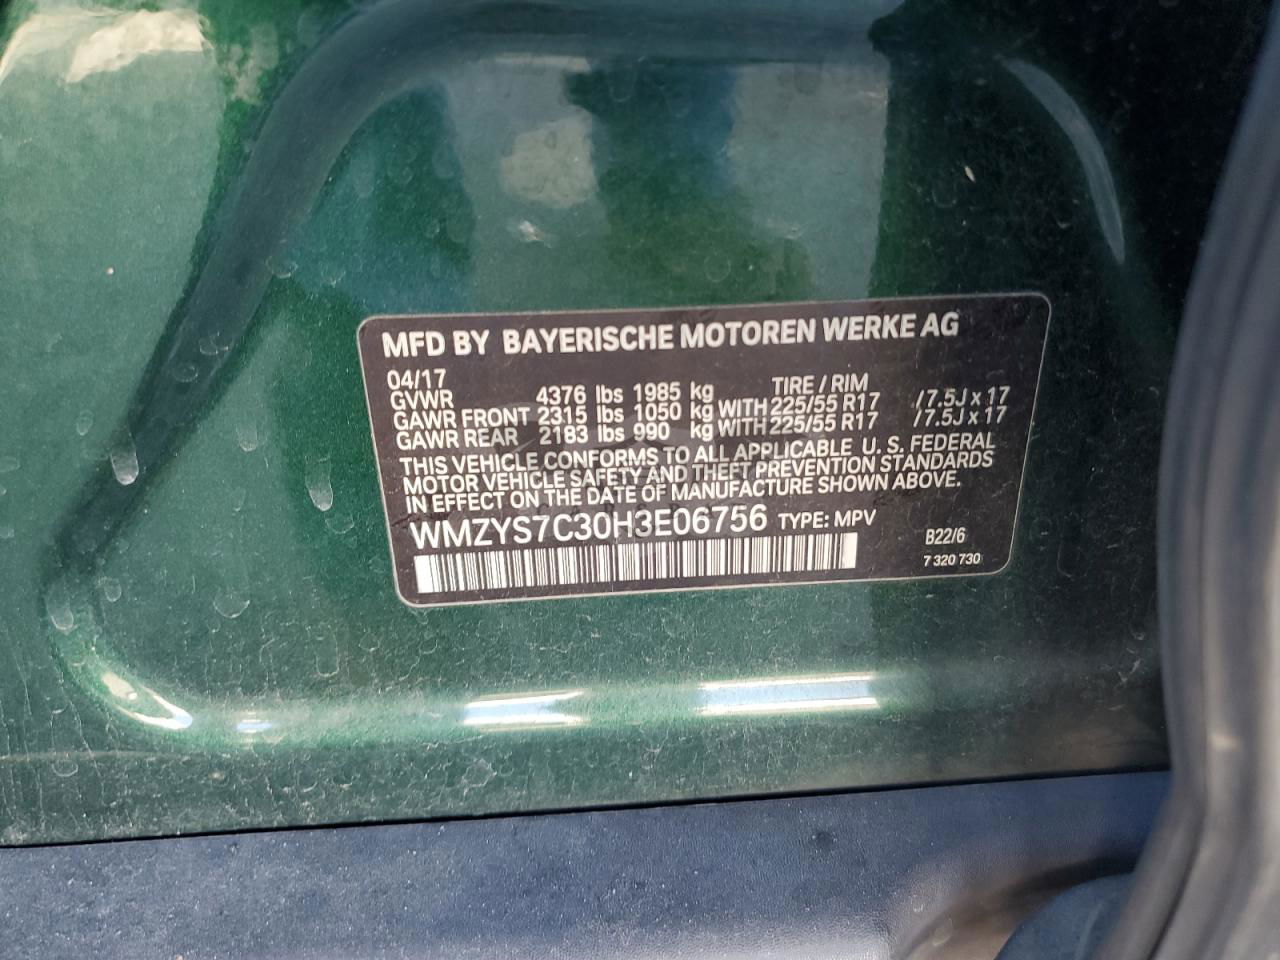 MFD BY BAYERISCHE MOTOREN WERKE AG
04/17 TIRE / RIM
GVWR 4376 lbs 1985 kg
GAWR FRONT 2315 lbs 1050 kg WITH 225/55 R17 /7.5J x 17
GAWR REAR 2183 lbs 990 kg WITH 225/55 R17 /7.5J x 17
THIS VEHICLE CONFORMS TO ALL APPLICABLE U. S. FEDERAL
MOTOR VEHICLE SAFETY AND THEFT PREVENTION STANDARDS
IN EFFECT ON THE DATE OF MANUFACTURE SHOWN ABOVE.
WMZYS7C30H3E06756 TYPE: MPV B22/6
7 320 730